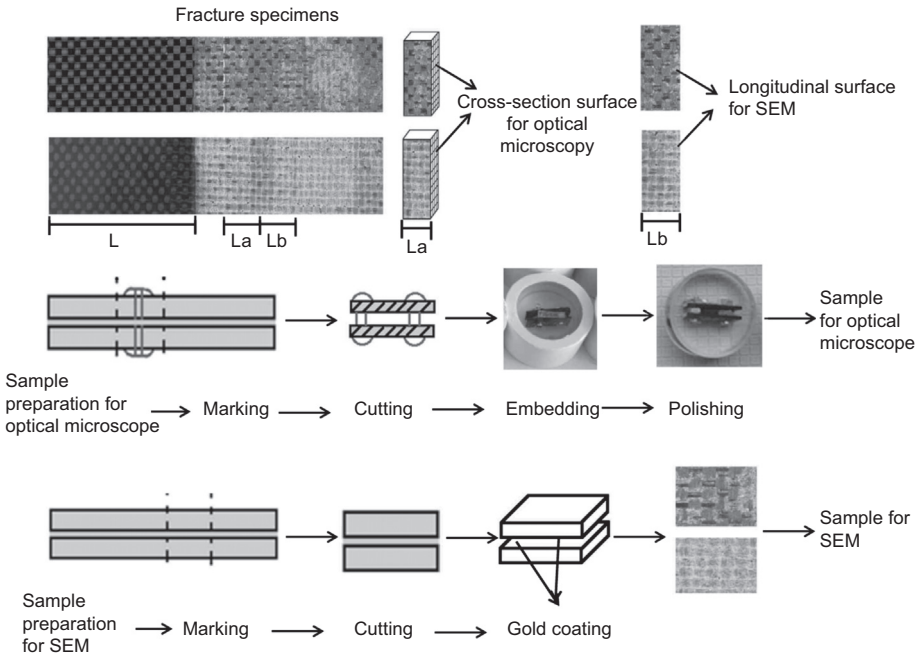 Fracture specimens
Cross-section surface
for optical
microscopy
Longitudinal surface
for SEM
L
La
Lb
La
Lb
Sample
for optical
microscope
Sample
preparation for
optical microscope
Marking
Cutting
Embedding
Polishing
Sample for
SEM
Sample
preparation
for SEM
Marking
Cutting
Gold coating